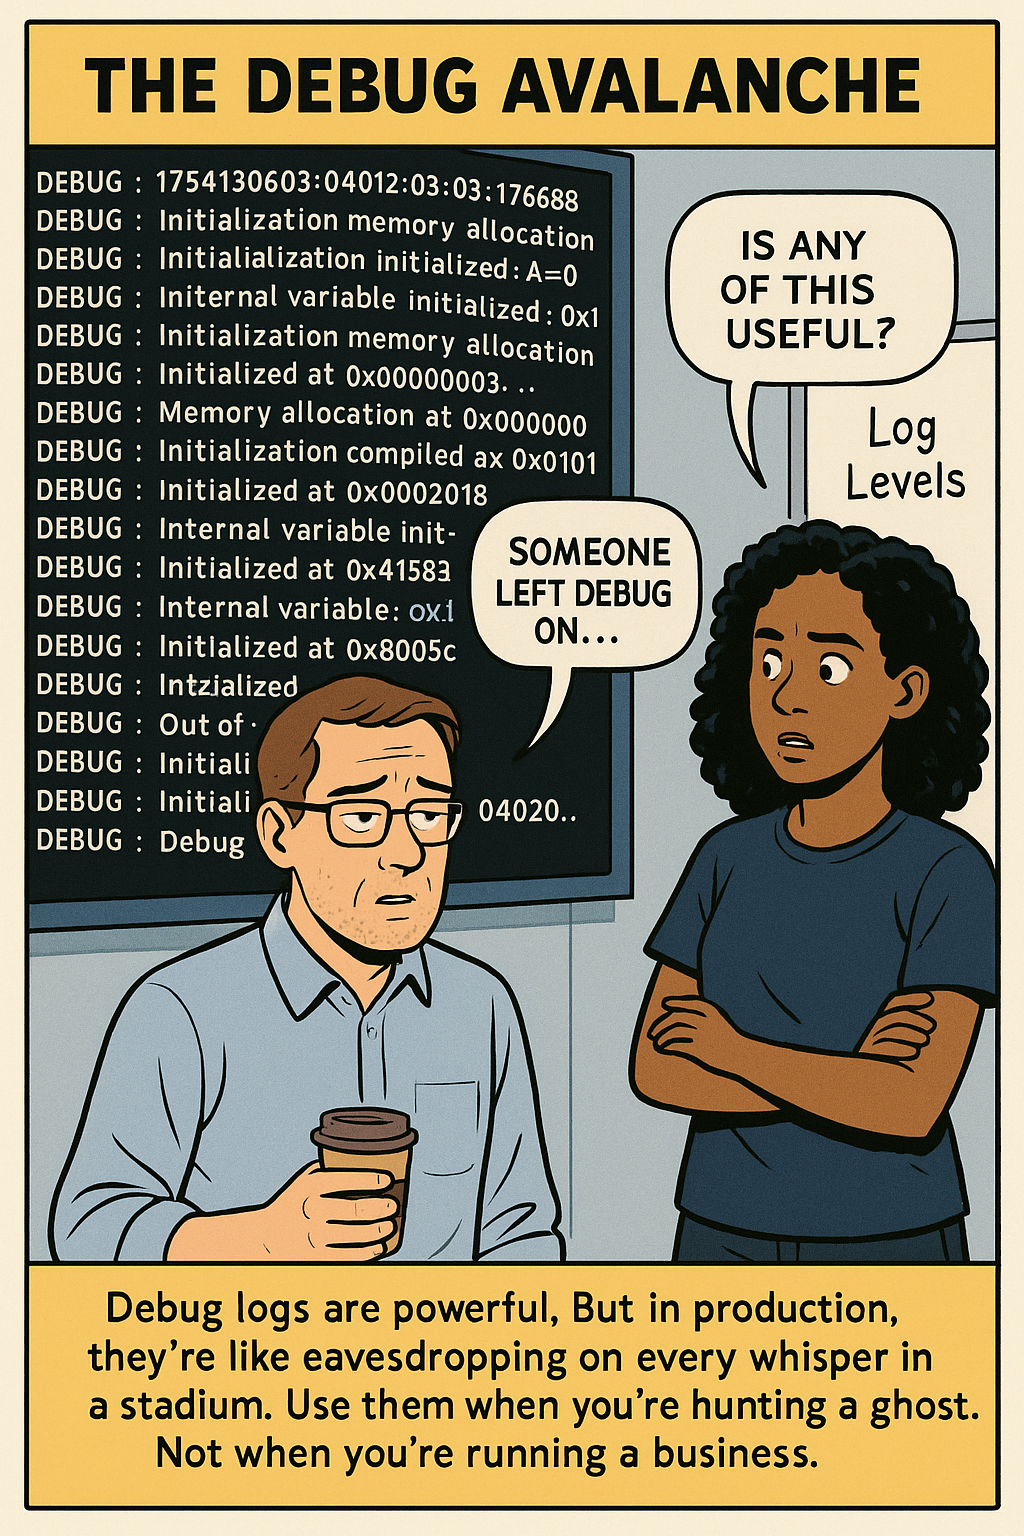 THE DEBUG AVALANCHE
DEBUG : 1754130603:04012:03:03:176688
DEBUG : Initialization memory allocation
DEBUG : Initialialization initialized: A=0
DEBUG : Initernal variable initialized: 0x1
DEBUG : Initialization memory allocation
DEBUG : Initialized at 0x00000003...
DEBUG : Memory allocation at 0x000000
DEBUG : Initialization compiled ax 0x0101
DEBUG : Initialized at 0x0002018
DEBUG : Internal variable init-
DEBUG : Initialized at 0x41583
DEBUG : Internal variable: ox.1
DEBUG : Initialized at 0x8005c
DEBUG : Intzialized
DEBUG : Out of ·
DEBUG : Initiali
DEBUG : Initiali 04020..
DEBUG : Debug
IS ANY
OF THIS
USEFUL?
Log
Levels
SOMEONE
LEFT DEBUG
ON...
Debug logs are powerful, But in production,
they're like eavesdropping on every whisper in
a stadium. Use them when you're hunting a ghost.
Not when you're running a business.